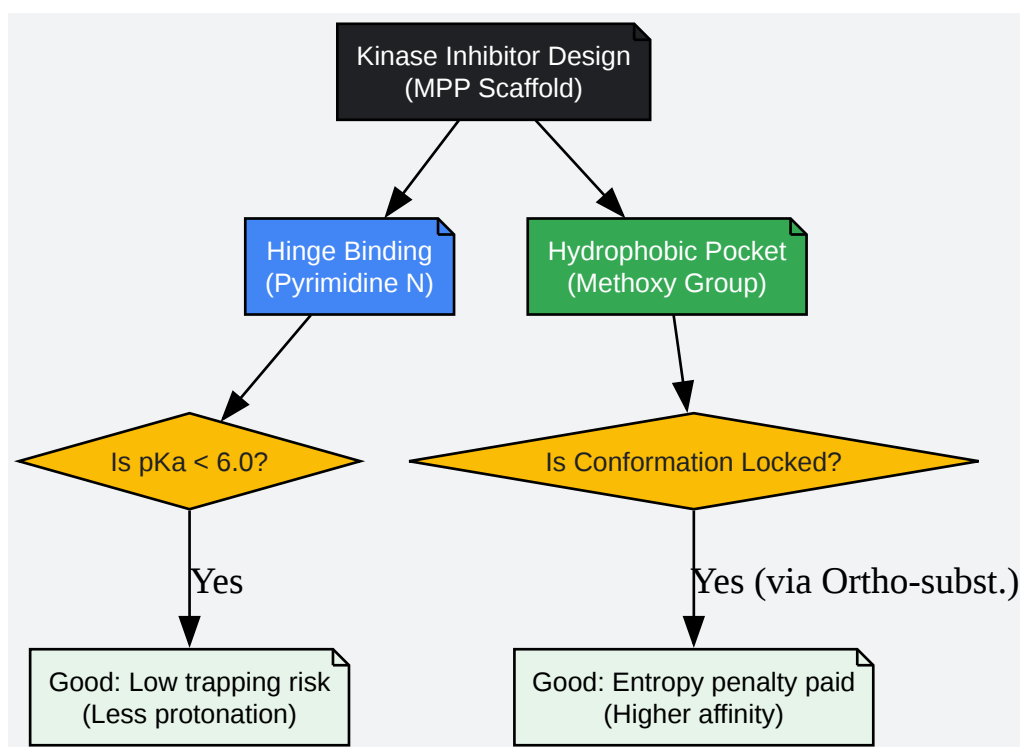 Kinase Inhibitor Design
(MPP Scaffold)
Hinge Binding
(Pyrimidine N)
Hydrophobic Pocket
(Methoxy Group)
Is pKa < 6.0?
Is Conformation Locked?
Yes
Yes (via Ortho-subst.)
Good: Low trapping risk
(Less protonation)
Good: Entropy penalty paid
(Higher affinity)